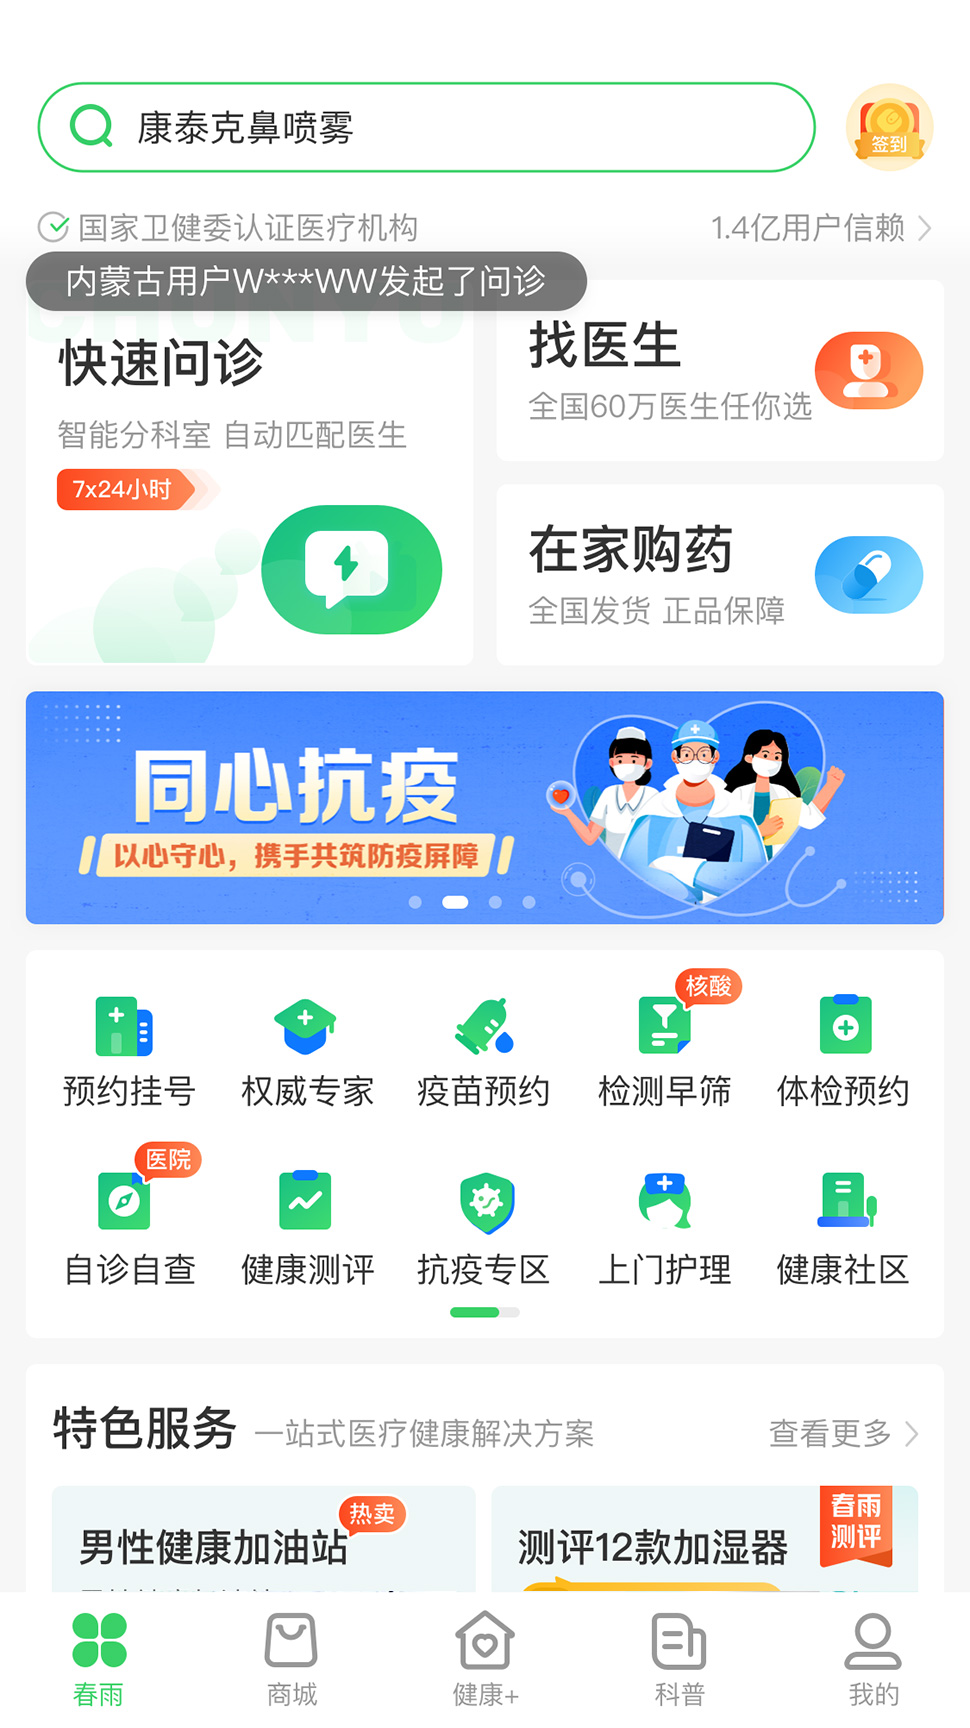 康泰克鼻喷雾
签到
国家卫健委认证医疗机构
1.4亿用户信赖
内蒙古用户W***WW发起了问诊
CHUNYU
快速问诊
智能分科室 自动匹配医生
7x24小时
找医生
全国60万医生任你选
在家购药
全国发货 正品保障
同心抗疫
以心守心，携手共筑防疫屏障
核酸
预约挂号
权威专家
疫苗预约
检测早筛
体检预约
医院
自诊自查
健康测评
抗疫专区
上门护理
健康社区
特色服务
一站式医疗健康解决方案
查看更多
热卖
男性健康加油站
春雨
测评
测评12款加湿器
春雨
商城
健康+
科普
我的